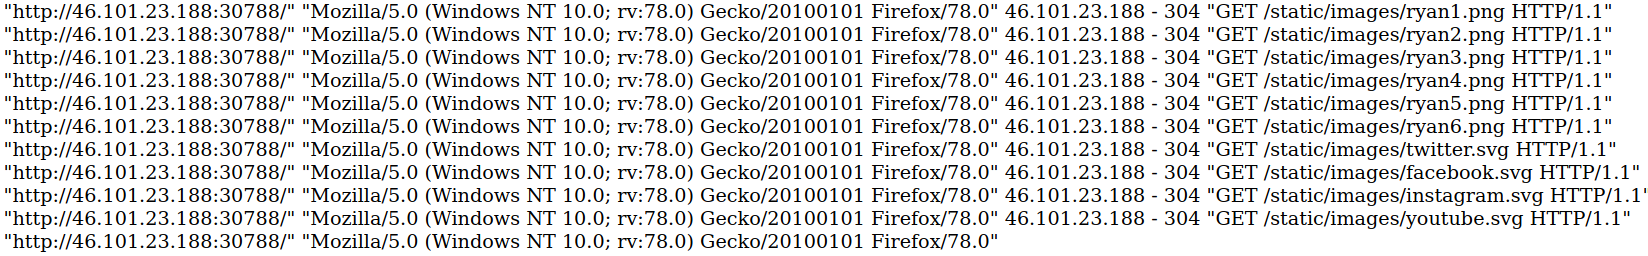 "http://46.101.23.188:30788/" "Mozilla/5.0 (Windows NT 10.0; rv:78.0) Gecko/20100101 Firefox/78.0" 46.101.23.188 - 304 "GET /static/images/ryan1.png HTTP/1.1"
"http://46.101.23.188:30788/" "Mozilla/5.0 (Windows NT 10.0; rv:78.0) Gecko/20100101 Firefox/78.0" 46.101.23.188 - 304 "GET /static/images/ryan2.png HTTP/1.1"
"http://46.101.23.188:30788/" "Mozilla/5.0 (Windows NT 10.0; rv:78.0) Gecko/20100101 Firefox/78.0" 46.101.23.188 - 304 "GET /static/images/ryan3.png HTTP/1.1"
"http://46.101.23.188:30788/" "Mozilla/5.0 (Windows NT 10.0; rv:78.0) Gecko/20100101 Firefox/78.0" 46.101.23.188 - 304 "GET /static/images/ryan4.png HTTP/1.1"
"http://46.101.23.188:30788/" "Mozilla/5.0 (Windows NT 10.0; rv:78.0) Gecko/20100101 Firefox/78.0" 46.101.23.188 - 304 "GET /static/images/ryan5.png HTTP/1.1"
"http://46.101.23.188:30788/" "Mozilla/5.0 (Windows NT 10.0; rv:78.0) Gecko/20100101 Firefox/78.0" 46.101.23.188 - 304 "GET /static/images/ryan6.png HTTP/1.1"
"http://46.101.23.188:30788/" "Mozilla/5.0 (Windows NT 10.0; rv:78.0) Gecko/20100101 Firefox/78.0" 46.101.23.188 - 304 "GET /static/images/twitter.svg HTTP/1.1"
"http://46.101.23.188:30788/" "Mozilla/5.0 (Windows NT 10.0; rv:78.0) Gecko/20100101 Firefox/78.0" 46.101.23.188 - 304 "GET /static/images/facebook.svg HTTP/1.1"
"http://46.101.23.188:30788/" "Mozilla/5.0 (Windows NT 10.0; rv:78.0) Gecko/20100101 Firefox/78.0" 46.101.23.188 - 304 "GET /static/images/instagram.svg HTTP/1.1"
"http://46.101.23.188:30788/" "Mozilla/5.0 (Windows NT 10.0; rv:78.0) Gecko/20100101 Firefox/78.0" 46.101.23.188 - 304 "GET /static/images/youtube.svg HTTP/1.1"
"http://46.101.23.188:30788/" "Mozilla/5.0 (Windows NT 10.0; rv:78.0) Gecko/20100101 Firefox/78.0"